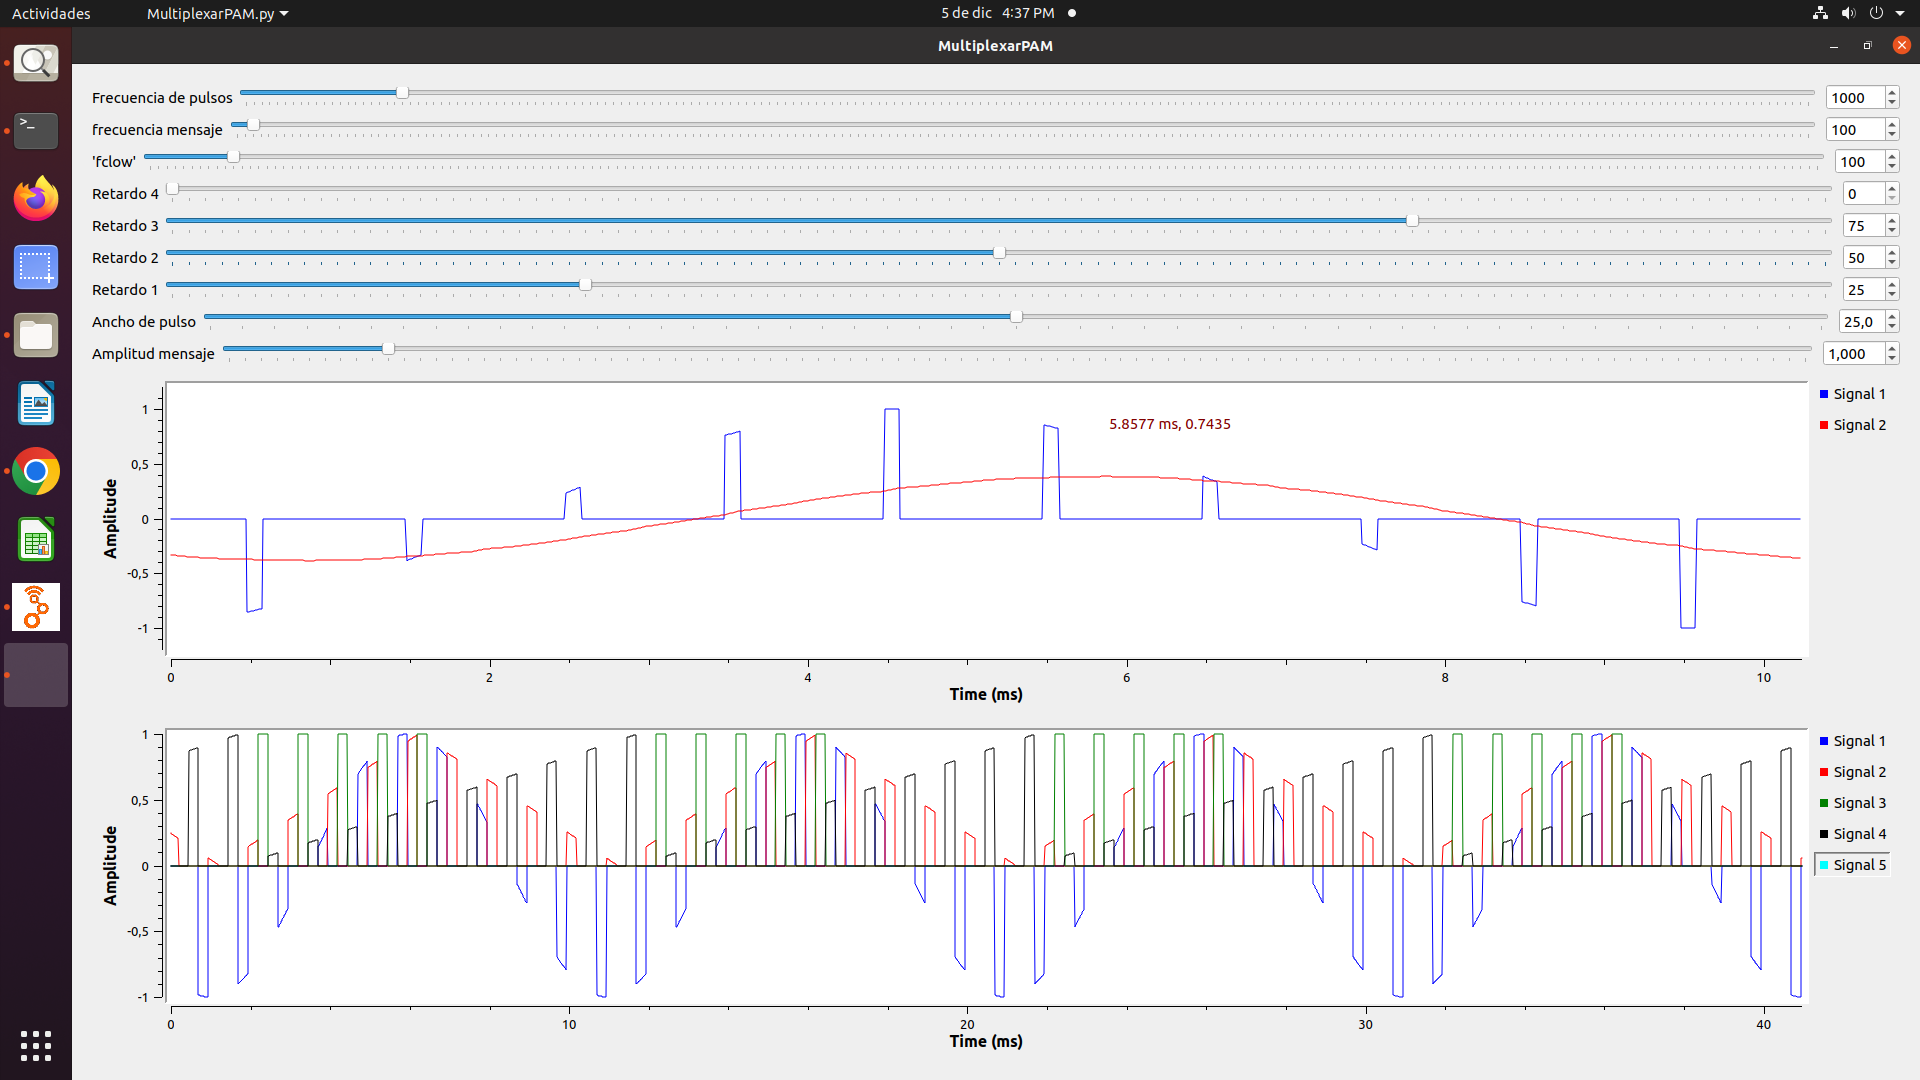 Actividades MultiplexarPAM.py 5 de dic 4:37 PM
MultiplexarPAM
Frecuencia de pulsos 1000
frecuencia mensaje 100
'fclow' 100
Retardo 4 0
Retardo 3 75
Retardo 2 50
Retardo 1 25
Ancho de pulso 25,0
Amplitud mensaje 1,000
Signal 1
Signal 2
5.8577 ms, 0.7435
1
0,5
0
-0,5
-1
Amplitude
0 2 4 6 8 10
Time (ms)
Signal 1
Signal 2
Signal 3
Signal 4
Signal 5
1
0,5
0
-0,5
-1
Amplitude
0 10 20 30 40
Time (ms)